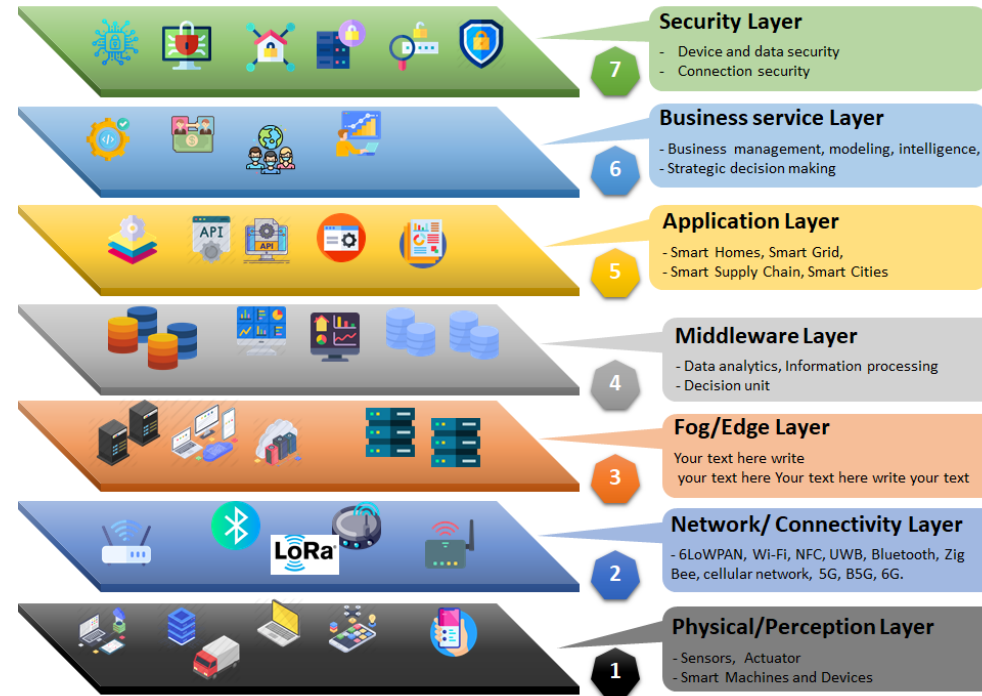 Security Layer
- Device and data security
- Connection security
7
Business service Layer
- Business management, modeling, intelligence,
- Strategic decision making
6
API
API
Application Layer
- Smart Homes, Smart Grid,
- Smart Supply Chain, Smart Cities
5
Middleware Layer
- Data analytics, Information processing
- Decision unit
4
Fog/Edge Layer
Your text here write
your text here Your text here write your text
3
LoRa®
Network/ Connectivity Layer
- 6LoWPAN, Wi-Fi, NFC, UWB, Bluetooth, Zig
Bee, cellular network, 5G, B5G, 6G.
2
Physical/Perception Layer
- Sensors, Actuator
- Smart Machines and Devices
1